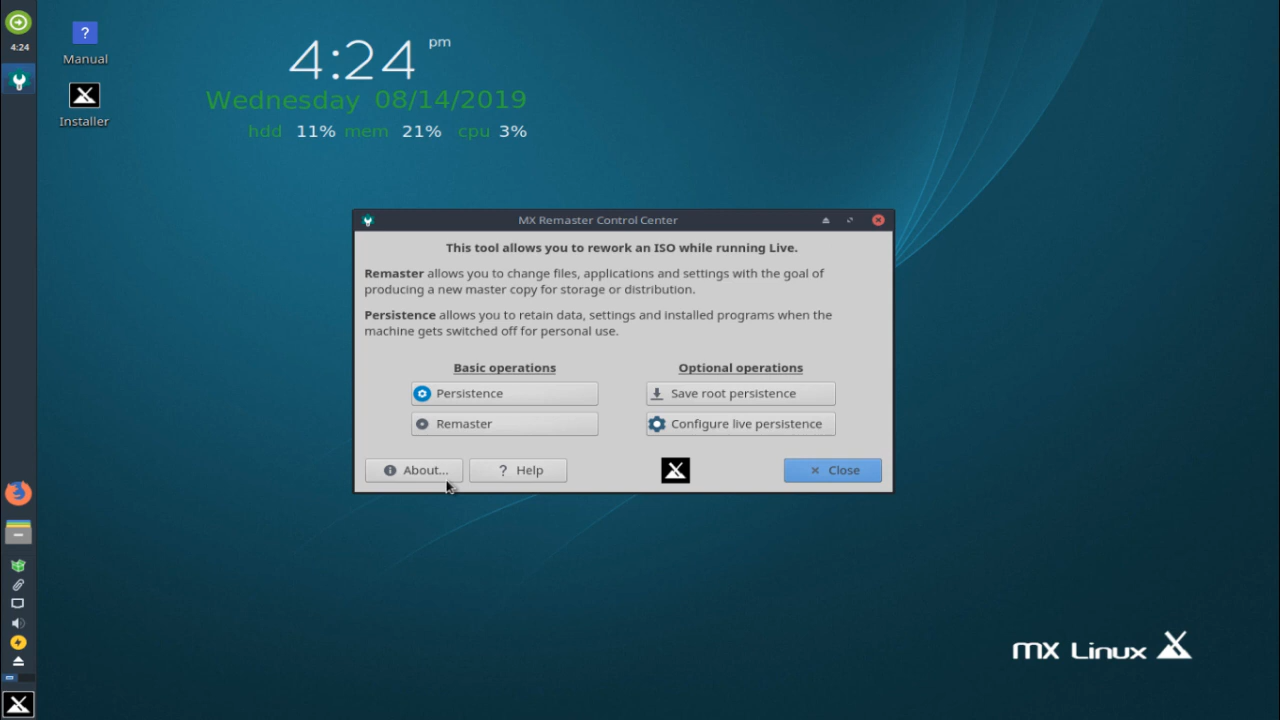 4:24
Manual
Installer
4:24 pm
Wednesday 08/14/2019
hdd 11% mem 21% cpu 3%
MX Remaster Control Center
This tool allows you to rework an ISO while running Live.
Remaster allows you to change files, applications and settings with the goal of
producing a new master copy for storage or distribution.
Persistence allows you to retain data, settings and installed programs when the
machine gets switched off for personal use.
Basic operations
Persistence
Remaster
Optional operations
Save root persistence
Configure live persistence
About...
? Help
Close
MX Linux